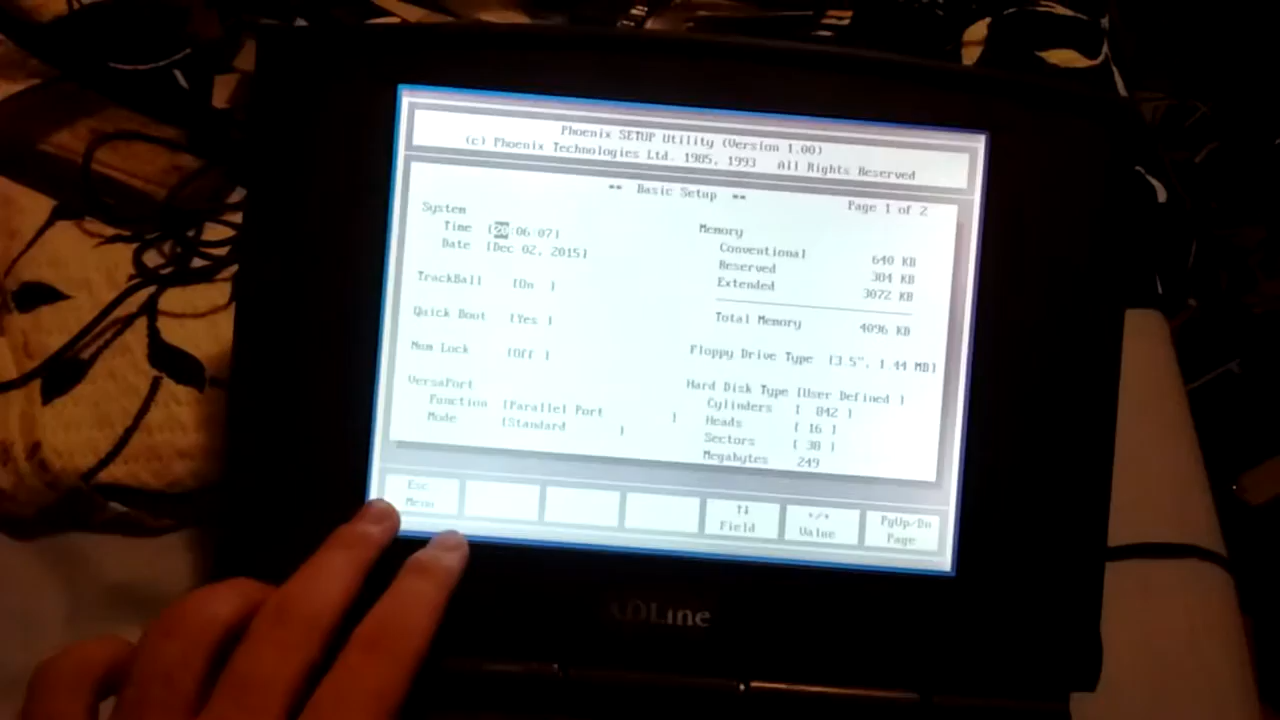 Phoenix SETUP Utility (Version 1.00)
(c) Phoenix Technologies Ltd. 1985, 1993 All Rights Reserved
** Basic Setup **
Page 1 of 2
System
Time [20:06:07]
Date [Dec 02, 2015]
TrackBall [On ]
Quick Boot [Yes ]
Num Lock [Off ]
VersaPort
Function [Parallel Port ]
Mode [Standard ]
Memory
Conventional 640 KB
Reserved 384 KB
Extended 3072 KB
Total Memory 4096 KB
Floppy Drive Type [3.5", 1.44 MB]
Hard Disk Type [User Defined ]
Cylinders [ 842 ]
Heads [ 16 ]
Sectors [ 38 ]
Megabytes 249
Esc
Menu
↑↓
Field
Value
PgUp/Dn
Page